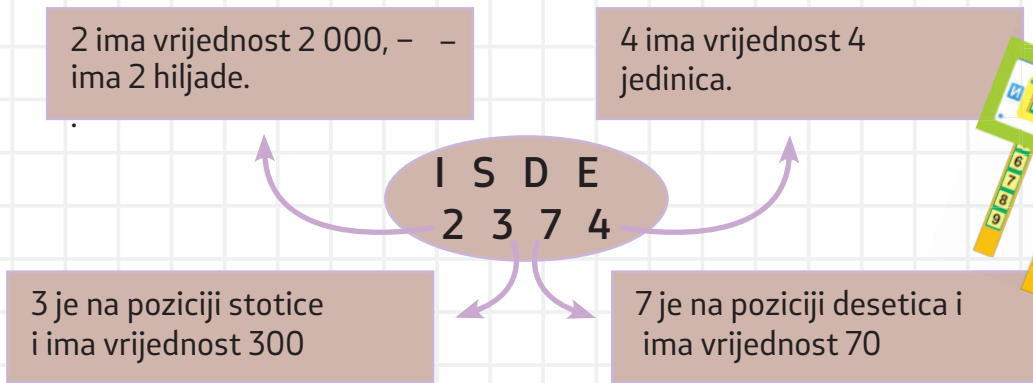 2 ima vrijednost 2 000, – –
ima 2 hiljade.
.
4 ima vrijednost 4
jedinica.
I S D E
2 3 7 4
3 je na poziciji stotice
i ima vrijednost 300
7 je na poziciji desetica i
ima vrijednost 70
И
6
7
8
9